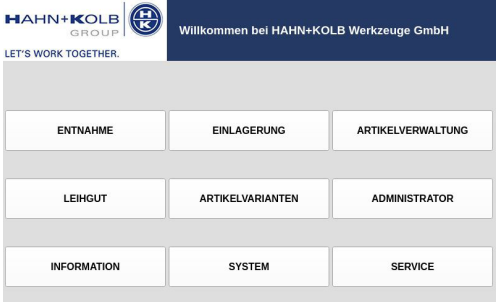 HAHN+KOLB
GROUP
HK
LET'S WORK TOGETHER.
Willkommen bei HAHN+KOLB Werkzeuge GmbH
ENTNAHME
EINLAGERUNG
ARTIKELVERWALTUNG
LEIHGUT
ARTIKELVARIANTEN
ADMINISTRATOR
INFORMATION
SYSTEM
SERVICE